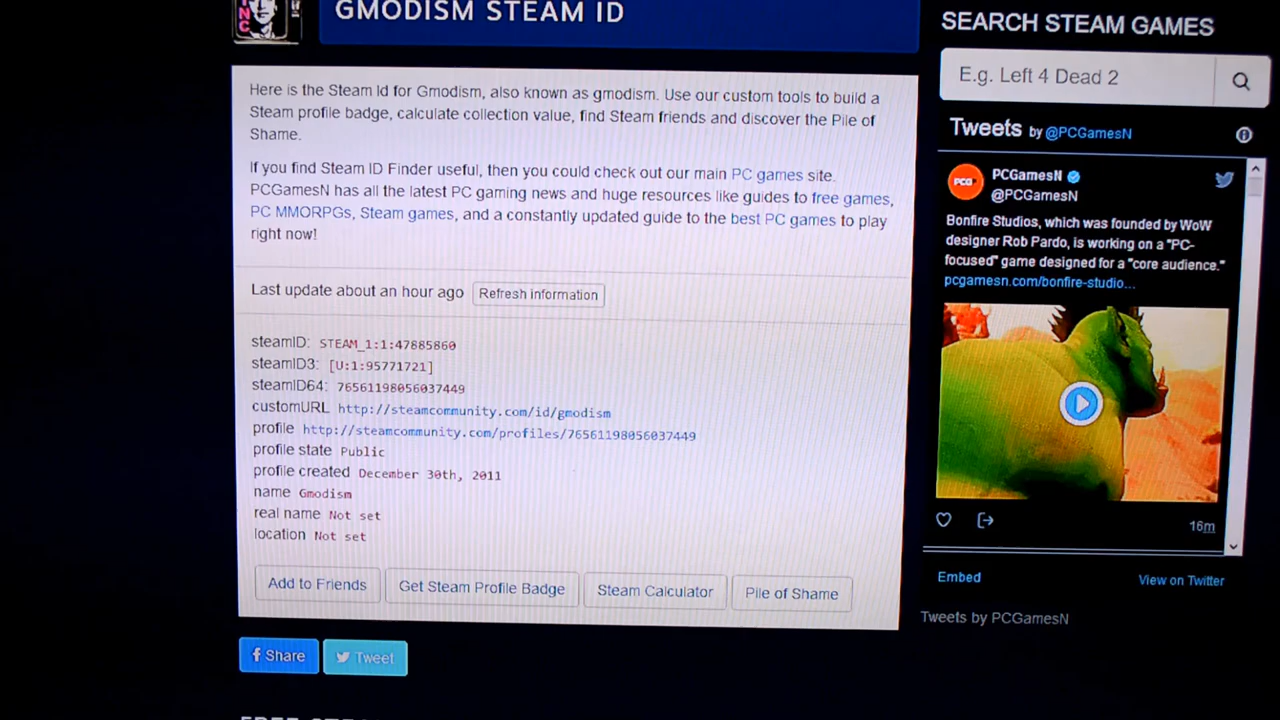 GMODISM STEAM ID
Here is the Steam Id for Gmodism, also known as gmodism. Use our custom tools to build a
Steam profile badge, calculate collection value, find Steam friends and discover the Pile of
Shame.
If you find Steam ID Finder useful, then you could check out our main PC games site.
PCGamesN has all the latest PC gaming news and huge resources like guides to free games,
PC MMORPGs, Steam games, and a constantly updated guide to the best PC games to play
right now!
Last update about an hour ago Refresh information
steamID: STEAM_1:1:47885860
steamID3: [U:1:95771721]
steamID64: 76561198056037449
customURL http://steamcommunity.com/id/gmodism
profile http://steamcommunity.com/profiles/76561198056037449
profile state Public
profile created December 30th, 2011
name Gmodism
real name Not set
location Not set
Add to Friends Get Steam Profile Badge Steam Calculator Pile of Shame
Share Tweet
SEARCH STEAM GAMES
E.g. Left 4 Dead 2
Tweets by @PCGamesN
PCGamesN
@PCGamesN
Bonfire Studios, which was founded by WoW
designer Rob Pardo, is working on a "PC-
focused" game designed for a "core audience."
pcgamesn.com/bonfire-studio...
16m
Embed View on Twitter
Tweets by PCGamesN